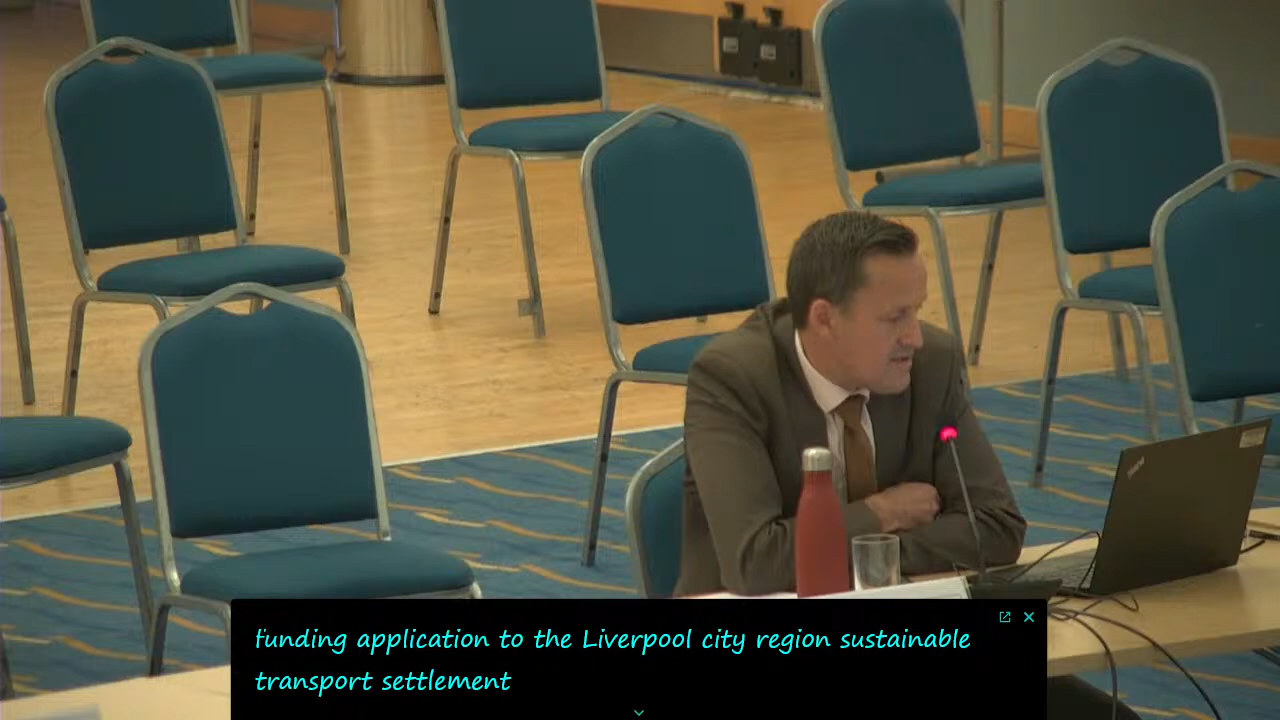 funding application to the Liverpool city region sustainable
transport settlement